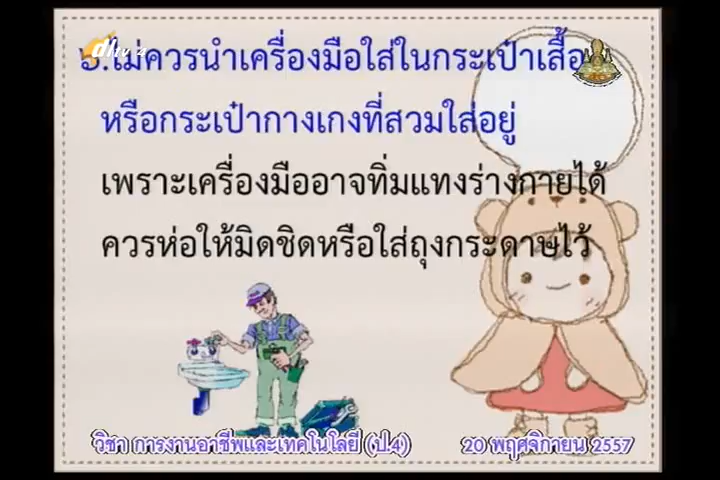 ๖.ไม่ควรนำเครื่องมือใส่ในกระเป๋าเสื้อ
หรือกระเป๋ากางเกงที่สวมใส่อยู่
เพราะเครื่องมืออาจทิ่มแทงร่างกายได้
ควรห่อให้มิดชิดหรือใส่ถุงกระดาษไว้
วิชา การงานอาชีพและเทคโนโลยี (ป.4) 20 พฤศจิกายน 2557